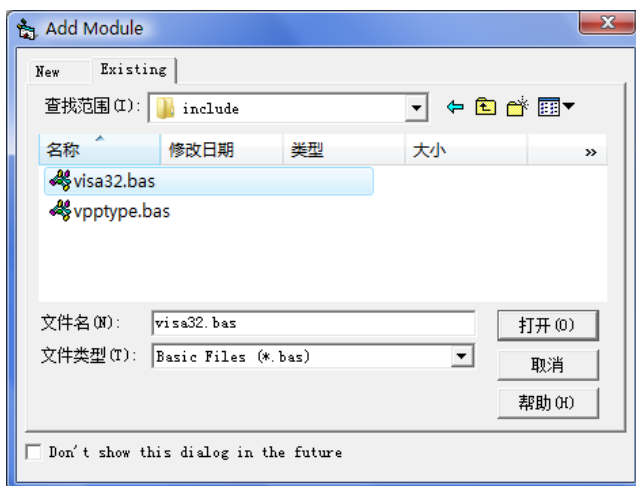 Add Module
New Existing
查找范围(I): include
名称 修改日期 类型 大小 »
visa32.bas
vpptype.bas
文件名(N): visa32.bas 打开(O)
文件类型(T): Basic Files (*.bas) 取消
帮助(H)
Don't show this dialog in the future